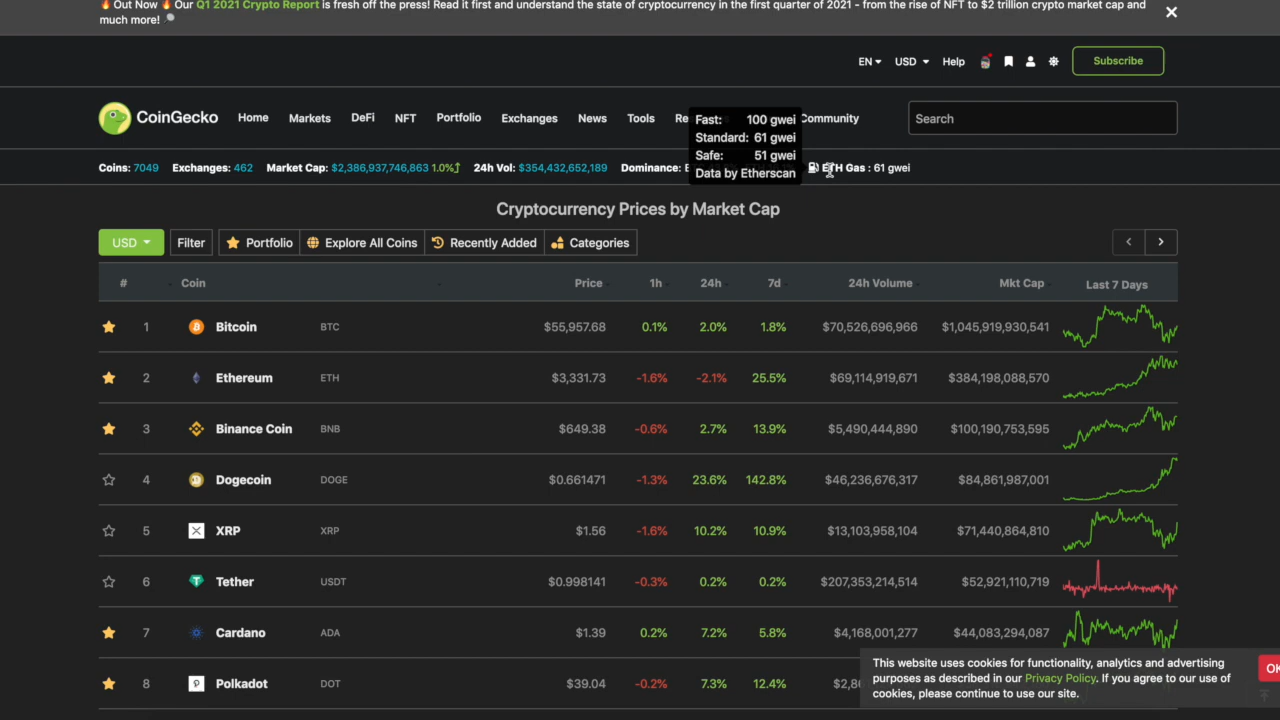 🔥 Out Now 🔥 Our Q1 2021 Crypto Report is fresh off the press! Read it first and understand the state of cryptocurrency in the first quarter of 2021 - from the rise of NFT to $2 trillion crypto market cap and
much more!
EN USD Help Subscribe
CoinGecko Home Markets DeFi NFT Portfolio Exchanges News Tools Community Search
Fast: 100 gwei
Standard: 61 gwei
Safe: 51 gwei
Data by Etherscan
Coins: 7049 Exchanges: 462 Market Cap: $2,386,937,746,863 1.0% 24h Vol: $354,432,652,189 Dominance: ETH Gas : 61 gwei
Cryptocurrency Prices by Market Cap
USD Filter Portfolio Explore All Coins Recently Added Categories
# Coin Price 1h 24h 7d 24h Volume Mkt Cap Last 7 Days
1 Bitcoin BTC $55,957.68 0.1% 2.0% 1.8% $70,526,696,966 $1,045,919,930,541
2 Ethereum ETH $3,331.73 -1.6% -2.1% 25.5% $69,114,919,671 $384,198,088,570
3 Binance Coin BNB $649.38 -0.6% 2.7% 13.9% $5,490,444,890 $100,190,753,595
4 Dogecoin DOGE $0.661471 -1.3% 23.6% 142.8% $46,236,676,317 $84,861,987,001
5 XRP XRP $1.56 -1.6% 10.2% 10.9% $13,103,958,104 $71,440,864,810
6 Tether USDT $0.998141 -0.3% 0.2% 0.2% $207,353,214,514 $52,921,110,719
7 Cardano ADA $1.39 0.2% 7.2% 5.8% $4,168,001,277 $44,083,294,087
8 Polkadot DOT $39.04 -0.2% 7.3% 12.4%
This website uses cookies for functionality, analytics and advertising
purposes as described in our Privacy Policy. If you agree to our use of
cookies, please continue to use our site.
OK